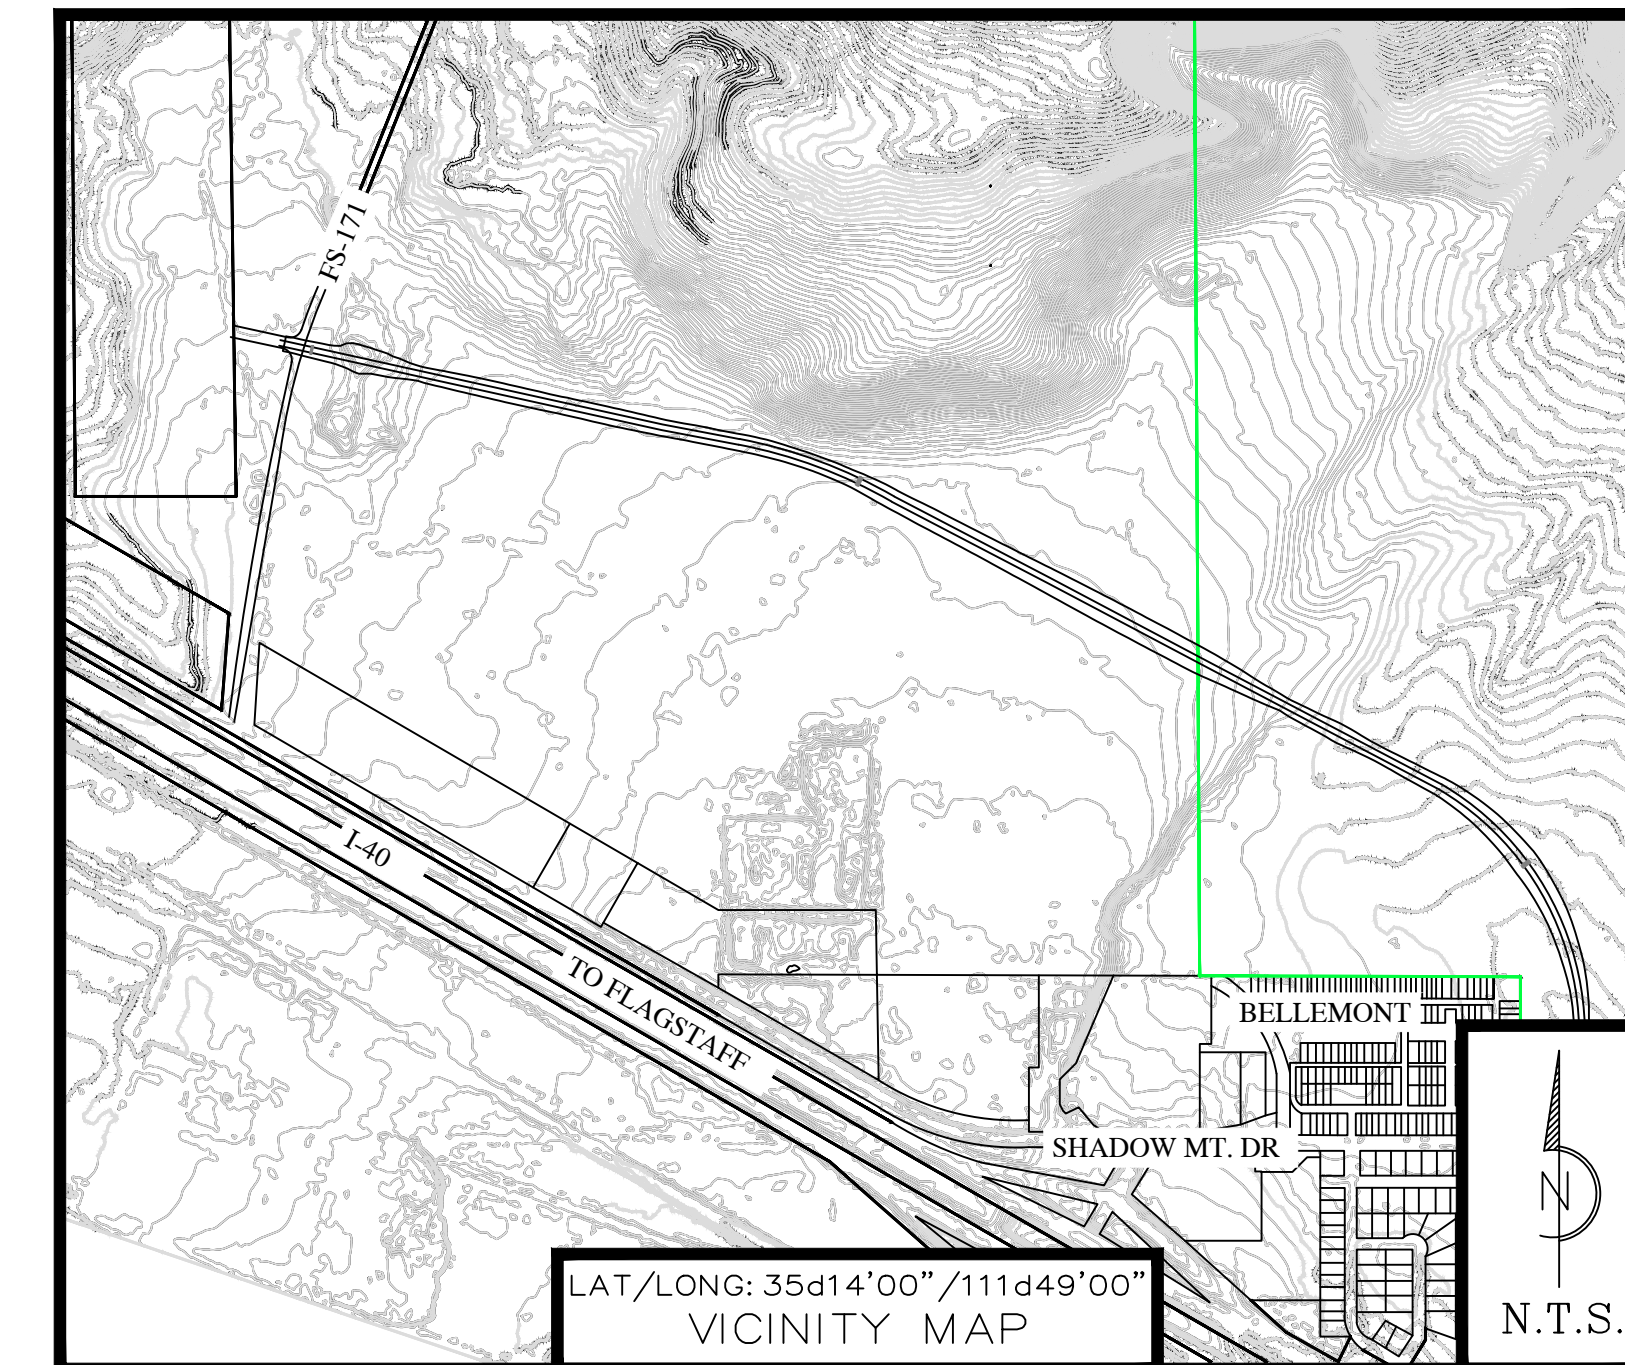 FS-171
I-40
TO FLAGSTAFF
BELLEMONT
SHADOW MT. DR
N
N.T.S.
LAT/LONG: 35d14'00"/111d49'00"
VICINITY MAP